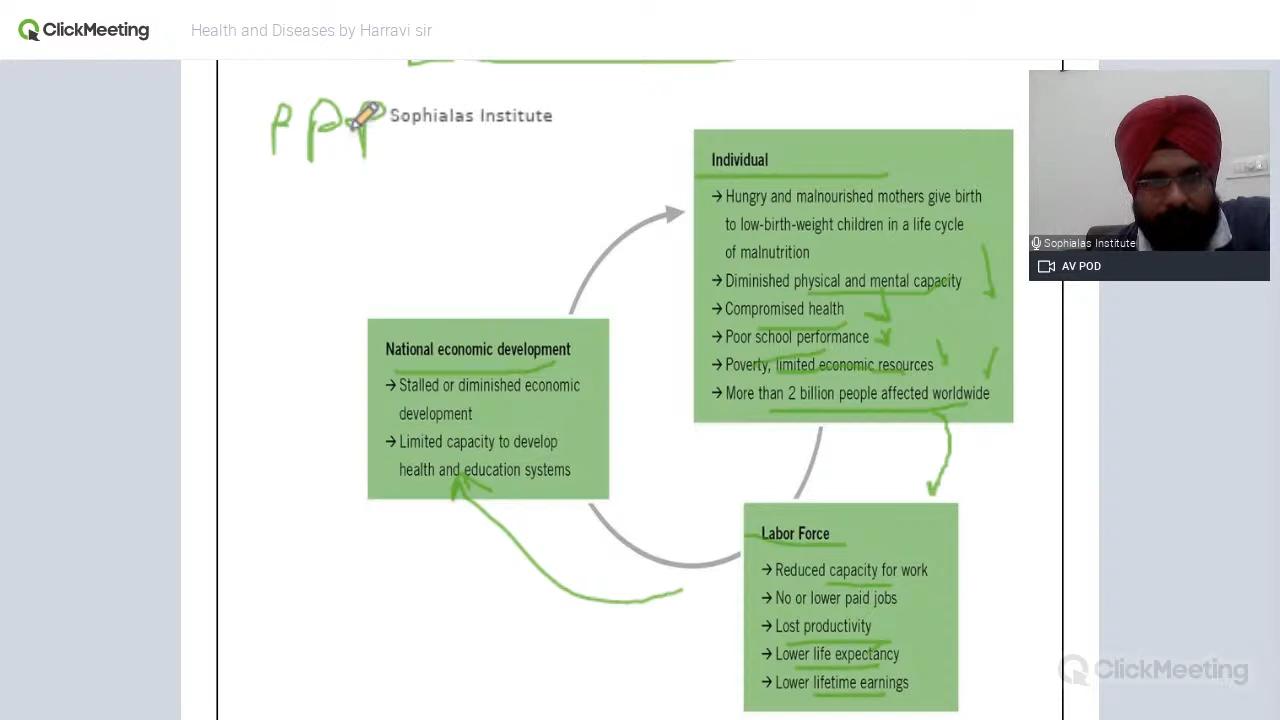 ClickMeeting
Health and Diseases by Harravi sir
PPP
Sophialas Institute
Individual
→ Hungry and malnourished mothers give birth
to low-birth-weight children in a life cycle
of malnutrition
→ Diminished physical and mental capacity
→ Compromised health
→ Poor school performance
→ Poverty, limited economic resources
→ More than 2 billion people affected worldwide
Sophialas Institute
AV POD
National economic development
→ Stalled or diminished economic
development
→ Limited capacity to develop
health and education systems
Labor Force
→ Reduced capacity for work
→ No or lower paid jobs
→ Lost productivity
→ Lower life expectancy
→ Lower lifetime earnings
ClickMeeting